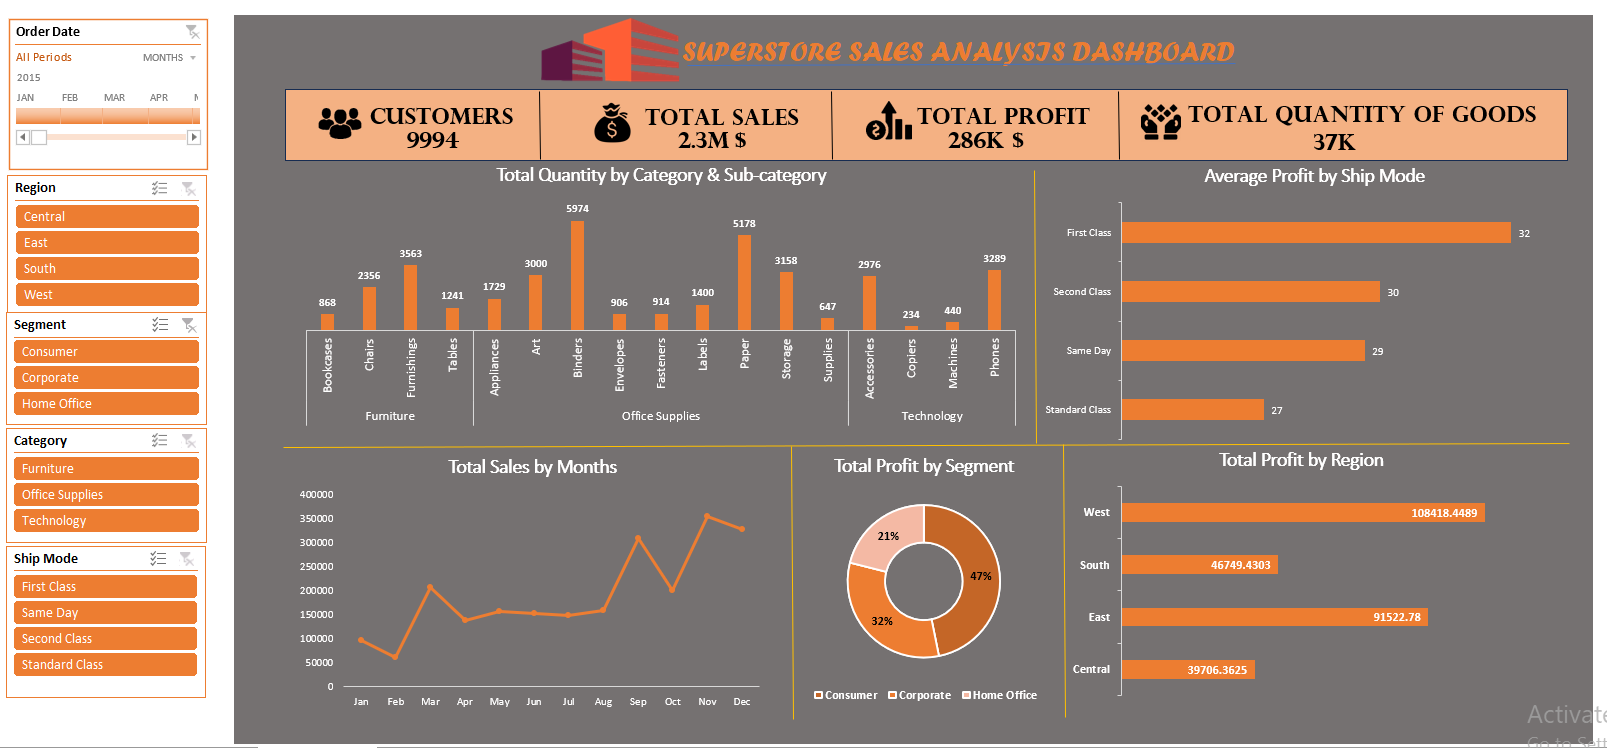 Order Date
All Periods MONTHS
2015
JAN FEB MAR APR
Region
Central
East
South
West
Segment
Consumer
Corporate
Home Office
Category
Furniture
Office Supplies
Technology
Ship Mode
First Class
Same Day
Second Class
Standard Class
SUPERSTORE SALES ANALYSIS DASHBOARD
CUSTOMERS
9994
TOTAL SALES
2.3M $
TOTAL PROFIT
286K $
TOTAL QUANTITY OF GOODS
37K
Total Quantity by Category & Sub-category
868 2356 3563 1241 1729 3000 5974 906 914 1400 5178 3158 647 2976 234 440 3289
Bookcases Chairs Furnishings Tables Appliances Art Binders Envelopes Fasteners Labels Paper Storage Supplies Accessories Copiers Machines Phones
Furniture Office Supplies Technology
Average Profit by Ship Mode
First Class 32
Second Class 30
Same Day 29
Standard Class 27
Total Sales by Months
400000
350000
300000
250000
200000
150000
100000
50000
0
Jan Feb Mar Apr May Jun Jul Aug Sep Oct Nov Dec
Total Profit by Segment
21%
47%
32%
Consumer Corporate Home Office
Total Profit by Region
West 108418.4489
South 46749.4303
East 91522.78
Central 39706.3625
Activate